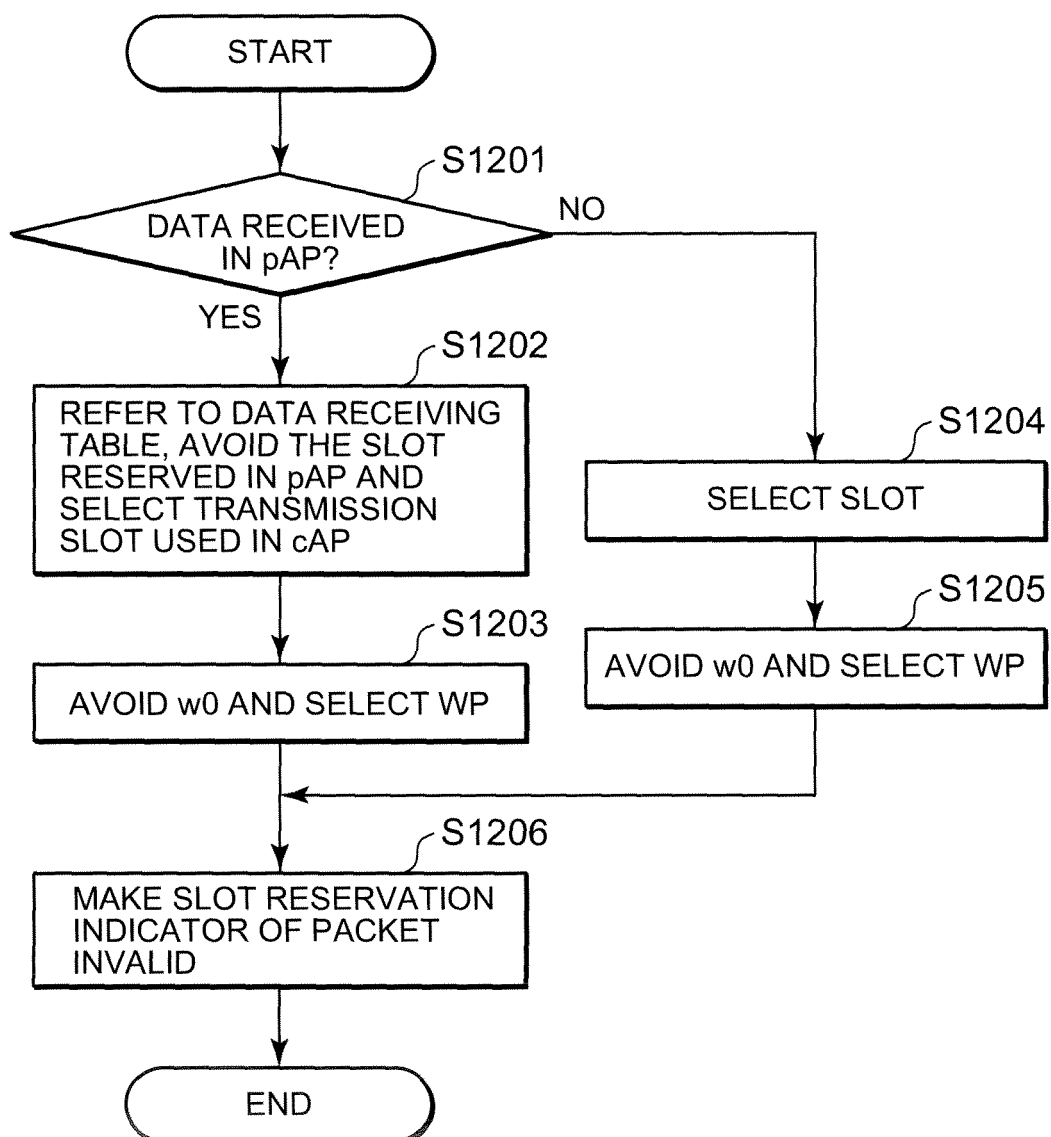 START
S1201
DATA RECEIVED
IN pAP?
NO
YES
S1202
REFER TO DATA RECEIVING
TABLE, AVOID THE SLOT
RESERVED IN pAP AND
SELECT TRANSMISSION
SLOT USED IN cAP
S1204
SELECT SLOT
S1203
AVOID w0 AND SELECT WP
S1205
AVOID w0 AND SELECT WP
S1206
MAKE SLOT RESERVATION
INDICATOR OF PACKET
INVALID
END